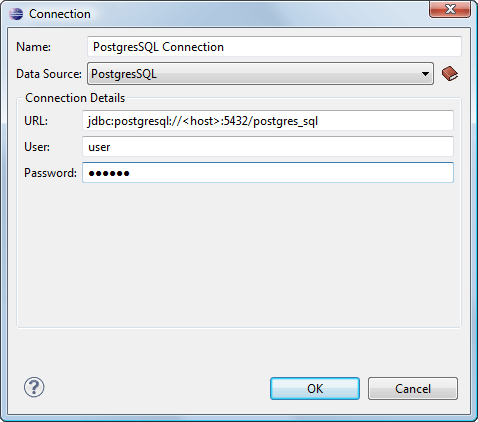 Connection
Name: PostgresSQL Connection
Data Source: PostgresSQL
Connection Details
URL: jdbc:postgresql://<host>:5432/postgres_sql
User: user
Password: ●●●●●●
? OK Cancel